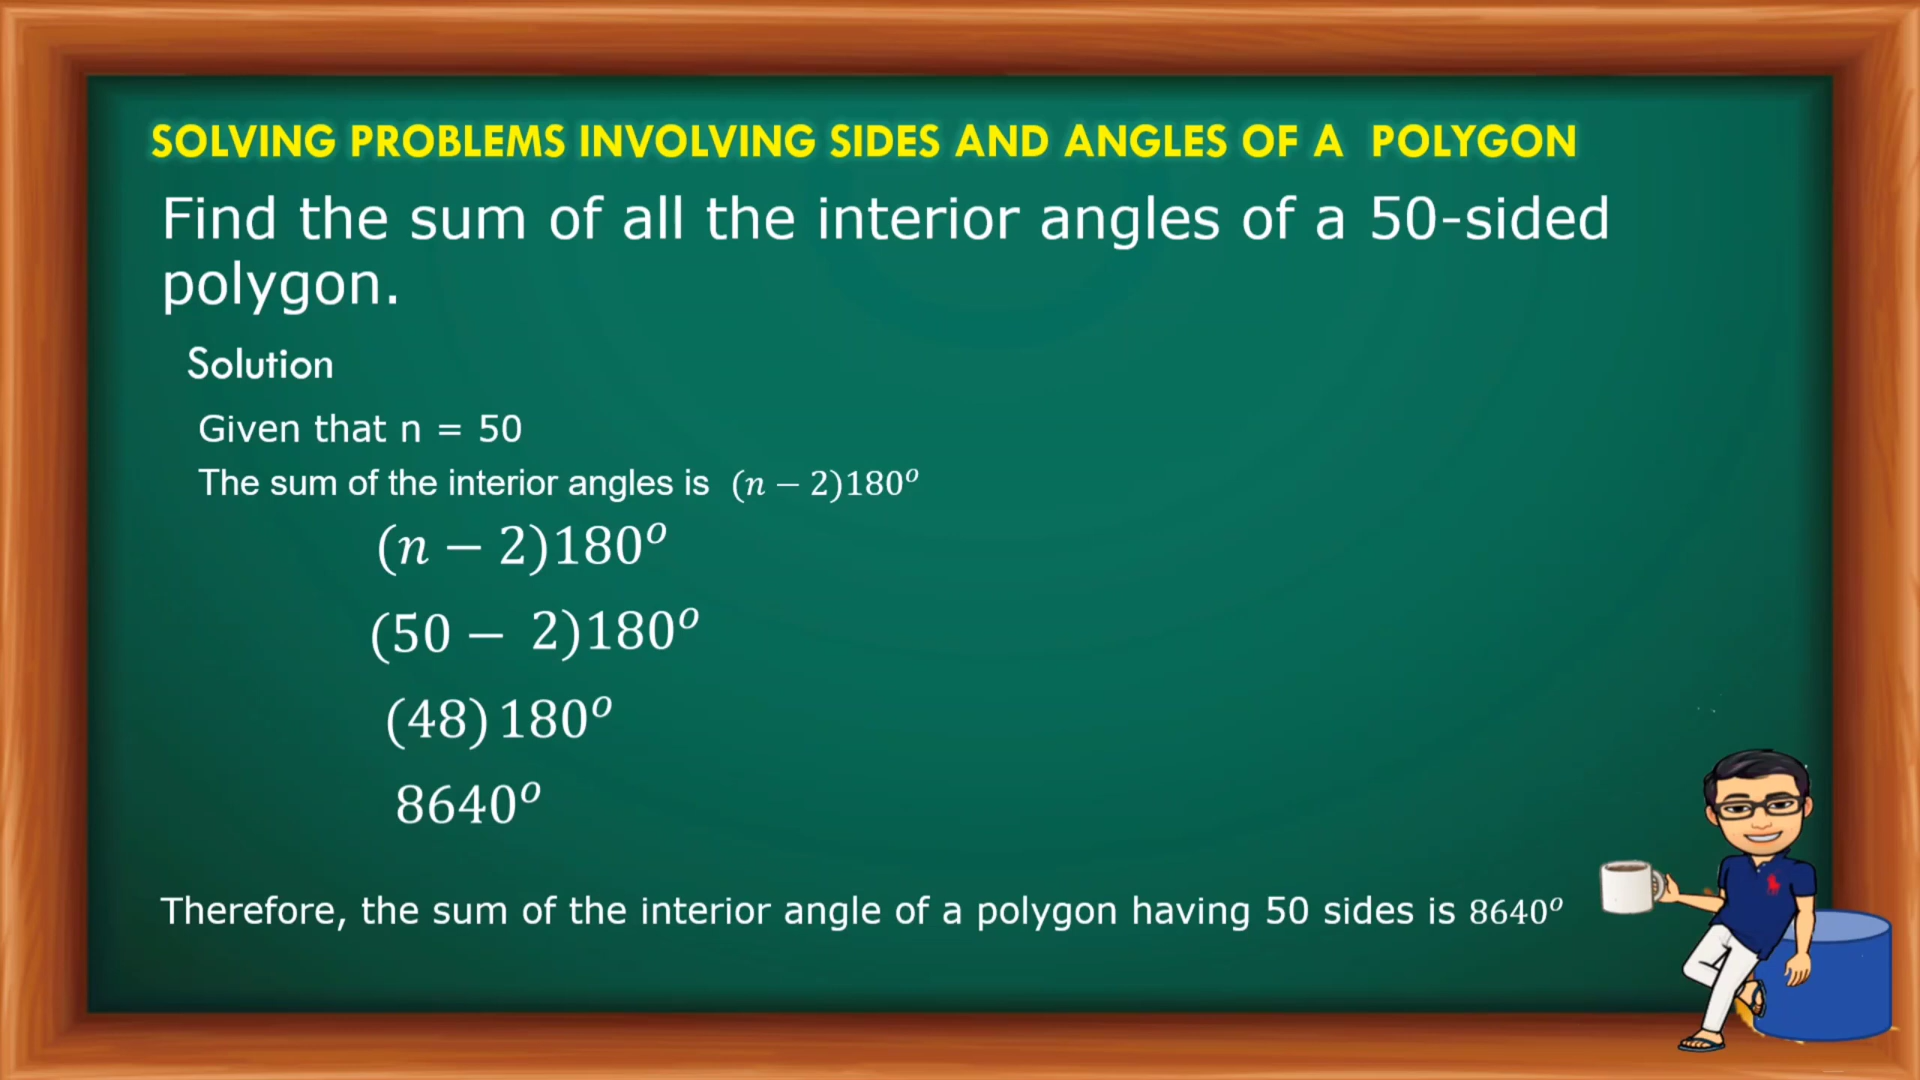 SOLVING PROBLEMS INVOLVING SIDES AND ANGLES OF A POLYGON
Find the sum of all the interior angles of a 50-sided
polygon.
Solution
Given that n = 50
The sum of the interior angles is (n − 2)180°
(n − 2)180°
(50 − 2)180°
(48) 180°
8640°
Therefore, the sum of the interior angle of a polygon having 50 sides is 8640°